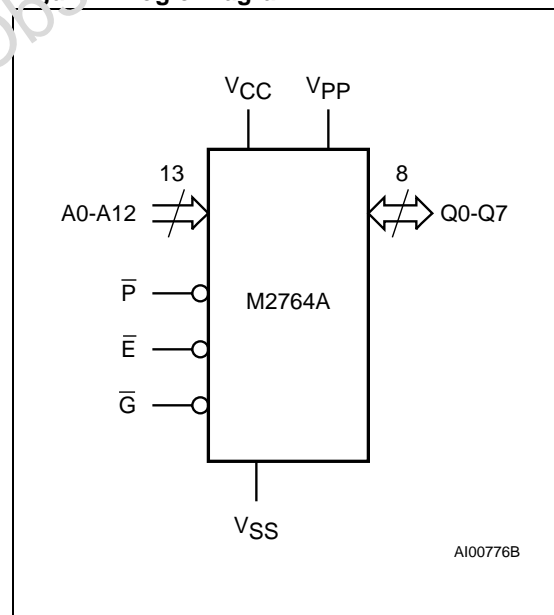 VCC VPP
13 8
A0-A12 Q0-Q7
P̅
M2764A
E̅
G̅
VSS
AI00776B